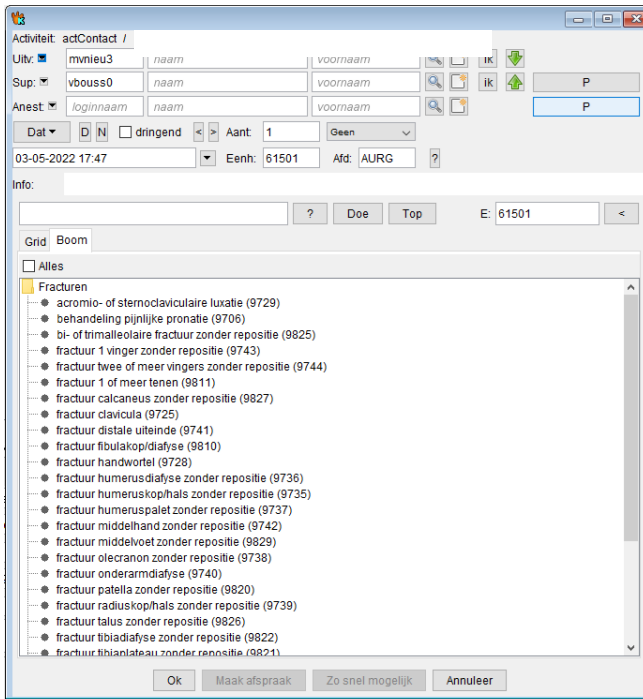 Activiteit: actContact /
Uitv: mvnieu3 naam voornaam ik
Sup: vbouss0 naam voornaam ik P
Anest: loginnaam naam voornaam P
Dat D N dringend < > Aant: 1 Geen
03-05-2022 17:47 Eenh: 61501 Afd: AURG ?
Info:
? Doe Top E: 61501 <
Grid Boom
Alles
Fracturen
acromio- of sternoclaviculaire luxatie (9729)
behandeling pijnlijke pronatie (9706)
bi- of trimalleolaire fractuur zonder repositie (9825)
fractuur 1 vinger zonder repositie (9743)
fractuur twee of meer vingers zonder repositie (9744)
fractuur 1 of meer tenen (9811)
fractuur calcaneus zonder repositie (9827)
fractuur clavicula (9725)
fractuur distale uiteinde (9741)
fractuur fibulakop/diafyse (9810)
fractuur handwortel (9728)
fractuur humerusdiafyse zonder repositie (9736)
fractuur humeruskop/hals zonder repositie (9735)
fractuur humeruspalet zonder repositie (9737)
fractuur middelhand zonder repositie (9742)
fractuur middelvoet zonder repositie (9829)
fractuur olecranon zonder repositie (9738)
fractuur onderarmdiafyse (9740)
fractuur patella zonder repositie (9820)
fractuur radiuskop/hals zonder repositie (9739)
fractuur talus zonder repositie (9826)
fractuur tibiadiafyse zonder repositie (9822)
fractuur tibiaplateau zonder repositie (9821)
Ok Maak afspraak Zo snel mogelijk Annuleer